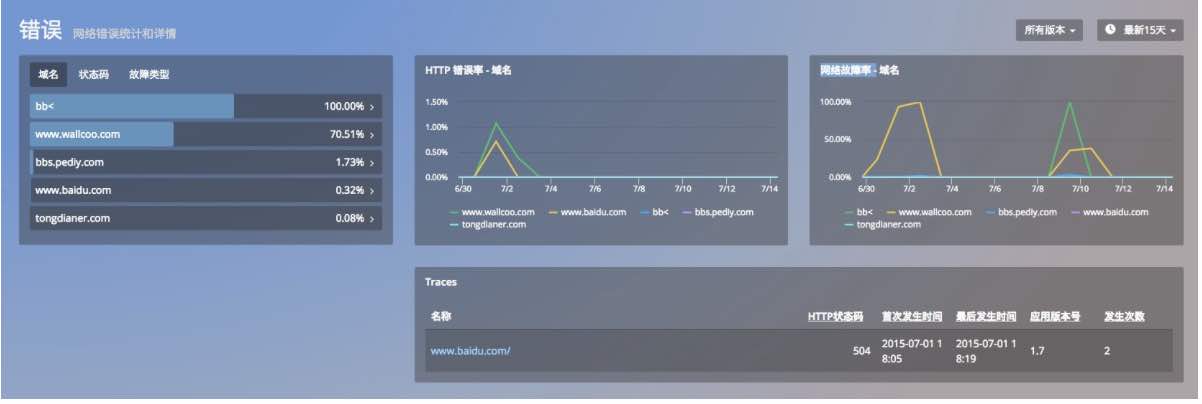 错误 网络错误统计和详情
所有版本 最新15天
域名 状态码 故障类型
bb< 100.00% >
www.wallcoo.com 70.51% >
bbs.pediy.com 1.73% >
www.baidu.com 0.32% >
tongdianer.com 0.08% >
HTTP 错误率 - 域名
1.50%
1.00%
0.50%
0.00%
6/30 7/2 7/4 7/6 7/8 7/10 7/12 7/14
www.wallcoo.com www.baidu.com bb< bbs.pediy.com
tongdianer.com
网络故障率 - 域名
100.00%
50.00%
0.00%
6/30 7/2 7/4 7/6 7/8 7/10 7/12 7/14
bb< www.wallcoo.com bbs.pediy.com www.baidu.com
tongdianer.com
Traces
名称 HTTP状态码 首次发生时间 最后发生时间 应用版本号 发生次数
www.baidu.com/ 504 2015-07-01 1 2015-07-01 1 1.7 2
8:05 8:19